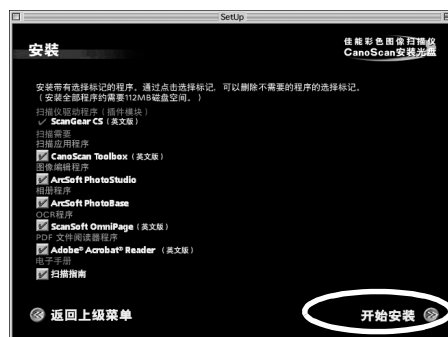 SetUp
安装
佳能彩色图像扫描仪
CanoScan安装光盘
安装带有选择标记的程序。通过点击选择标记，可以删除不需要的程序的选择标记。
（安装全部程序约需要112MB磁盘空间。）
扫描仪驱动程序（插件模块）
ScanGear CS（英文版）
扫描需要
扫描应用程序
CanoScan Toolbox（英文版）
图像编辑程序
ArcSoft PhotoStudio
相册程序
ArcSoft PhotoBase
OCR程序
ScanSoft OmniPage（英文版）
PDF 文件阅读器程序
Adobe® Acrobat® Reader （英文版）
电子手册
扫描指南
返回上级菜单
开始安装